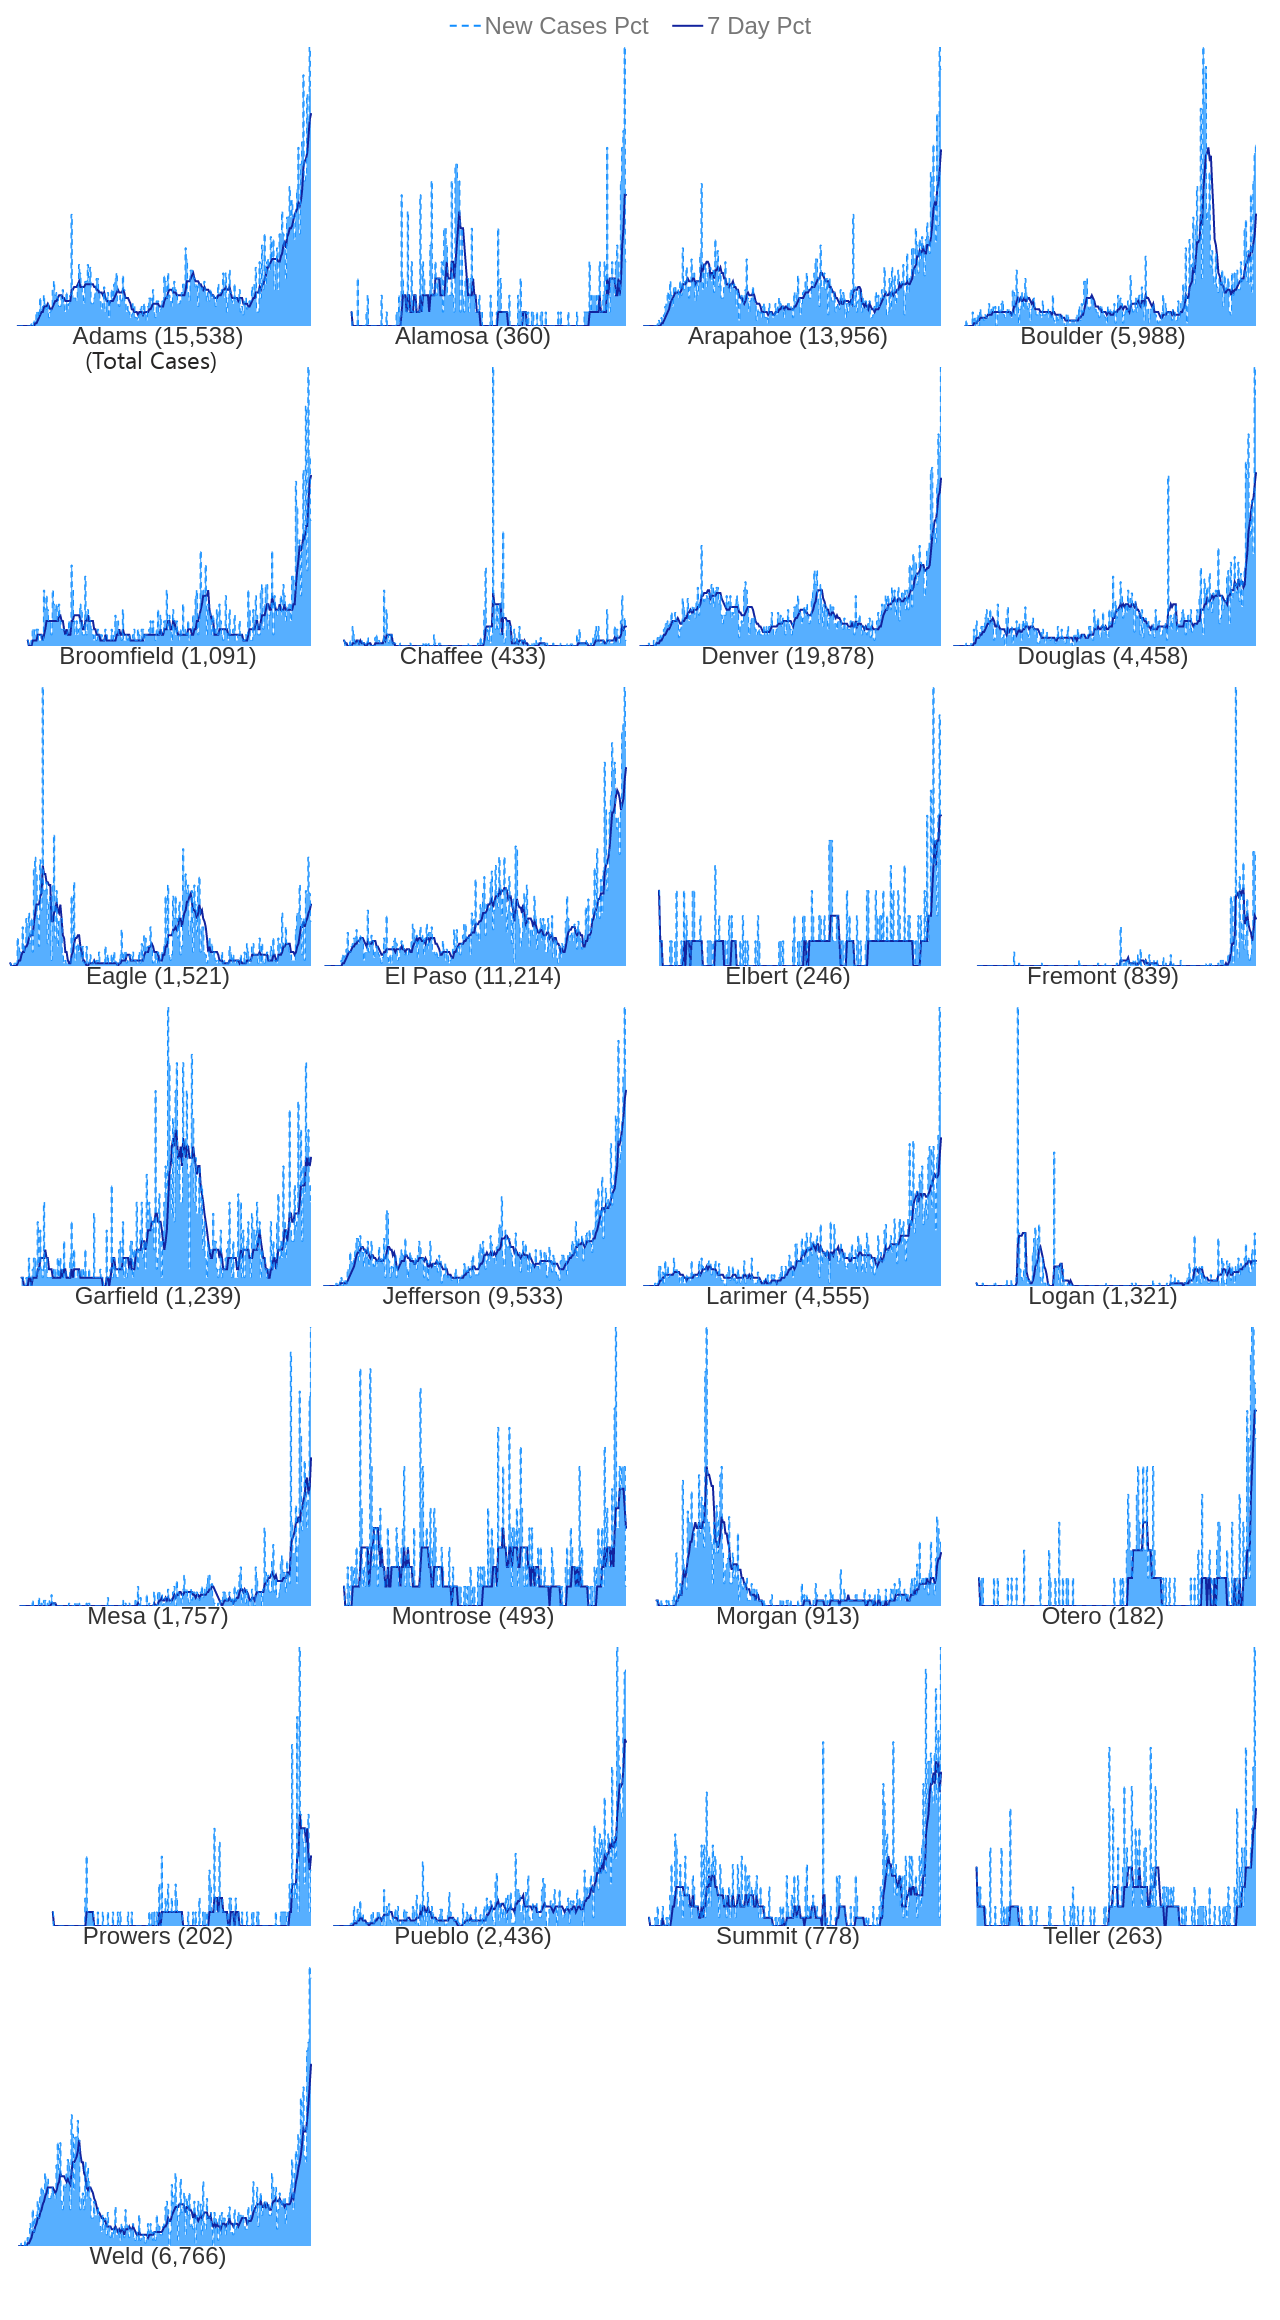 New Cases Pct 7 Day Pct
Adams (15,538) Alamosa (360) Arapahoe (13,956) Boulder (5,988)
(Total Cases)
Broomfield (1,091) Chaffee (433) Denver (19,878) Douglas (4,458)
Eagle (1,521) El Paso (11,214) Elbert (246) Fremont (839)
Garfield (1,239) Jefferson (9,533) Larimer (4,555) Logan (1,321)
Mesa (1,757) Montrose (493) Morgan (913) Otero (182)
Prowers (202) Pueblo (2,436) Summit (778) Teller (263)
Weld (6,766)